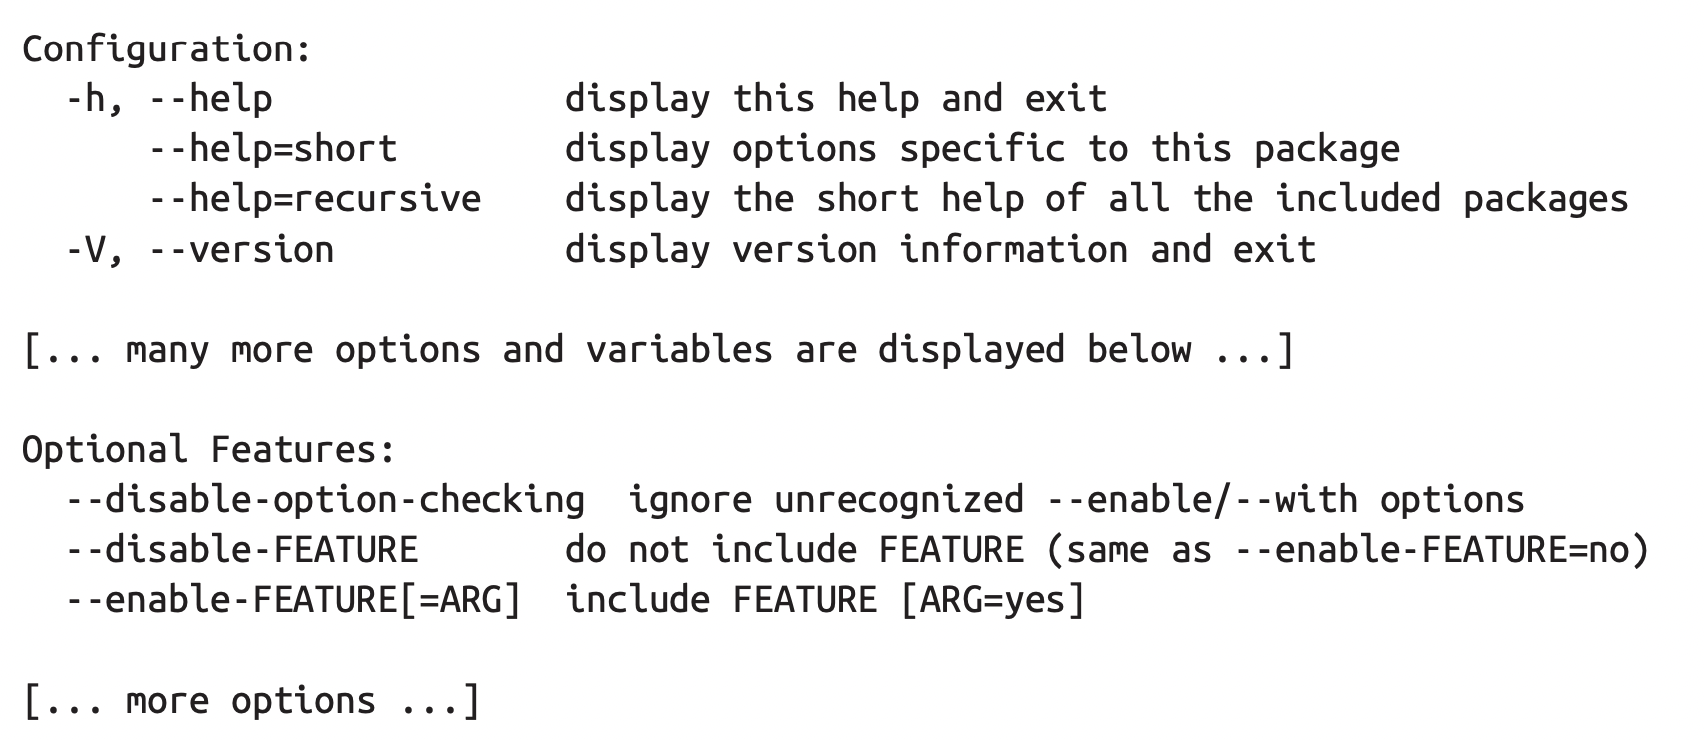 Configuration:
  -h, --help              display this help and exit
      --help=short        display options specific to this package
      --help=recursive    display the short help of all the included packages
  -V, --version           display version information and exit

[... many more options and variables are displayed below ...]

Optional Features:
  --disable-option-checking  ignore unrecognized --enable/--with options
  --disable-FEATURE       do not include FEATURE (same as --enable-FEATURE=no)
  --enable-FEATURE[=ARG]  include FEATURE [ARG=yes]

[... more options ...]